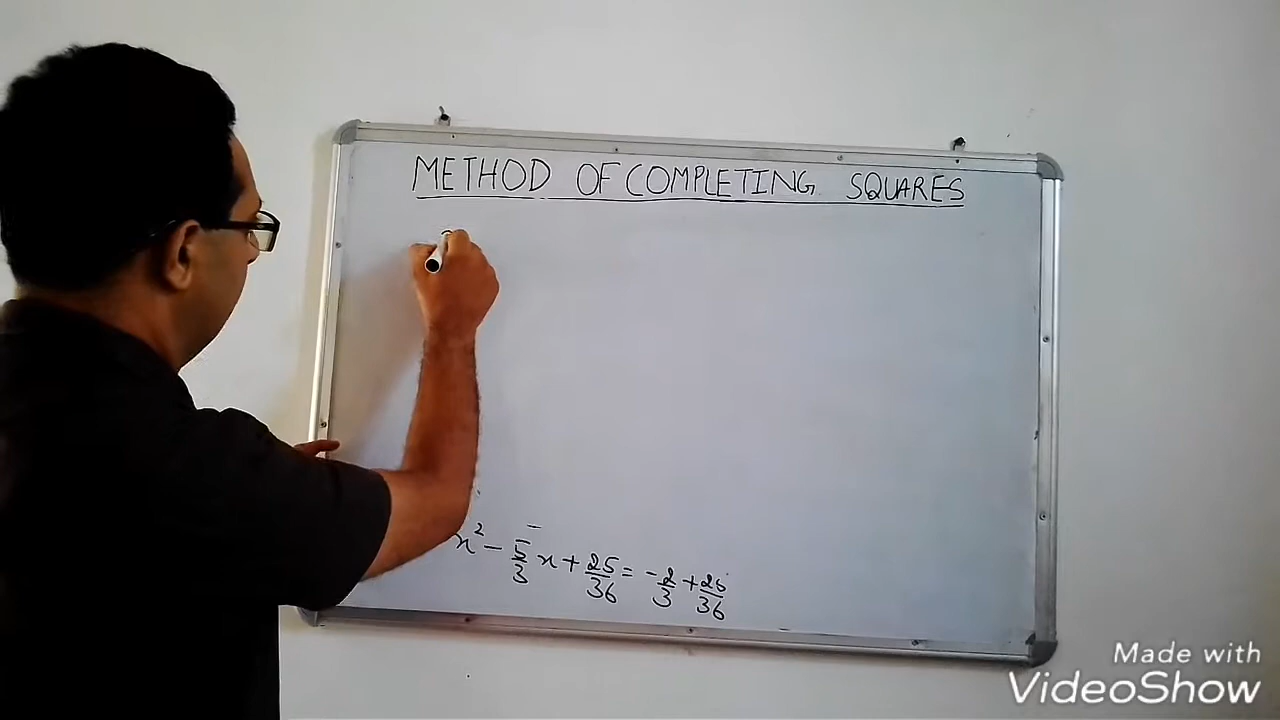 METHOD OF COMPLETING SQUARES
x² - 5/3 x + 25/36 = -2/3 + 25/36
Made with
VideoShow